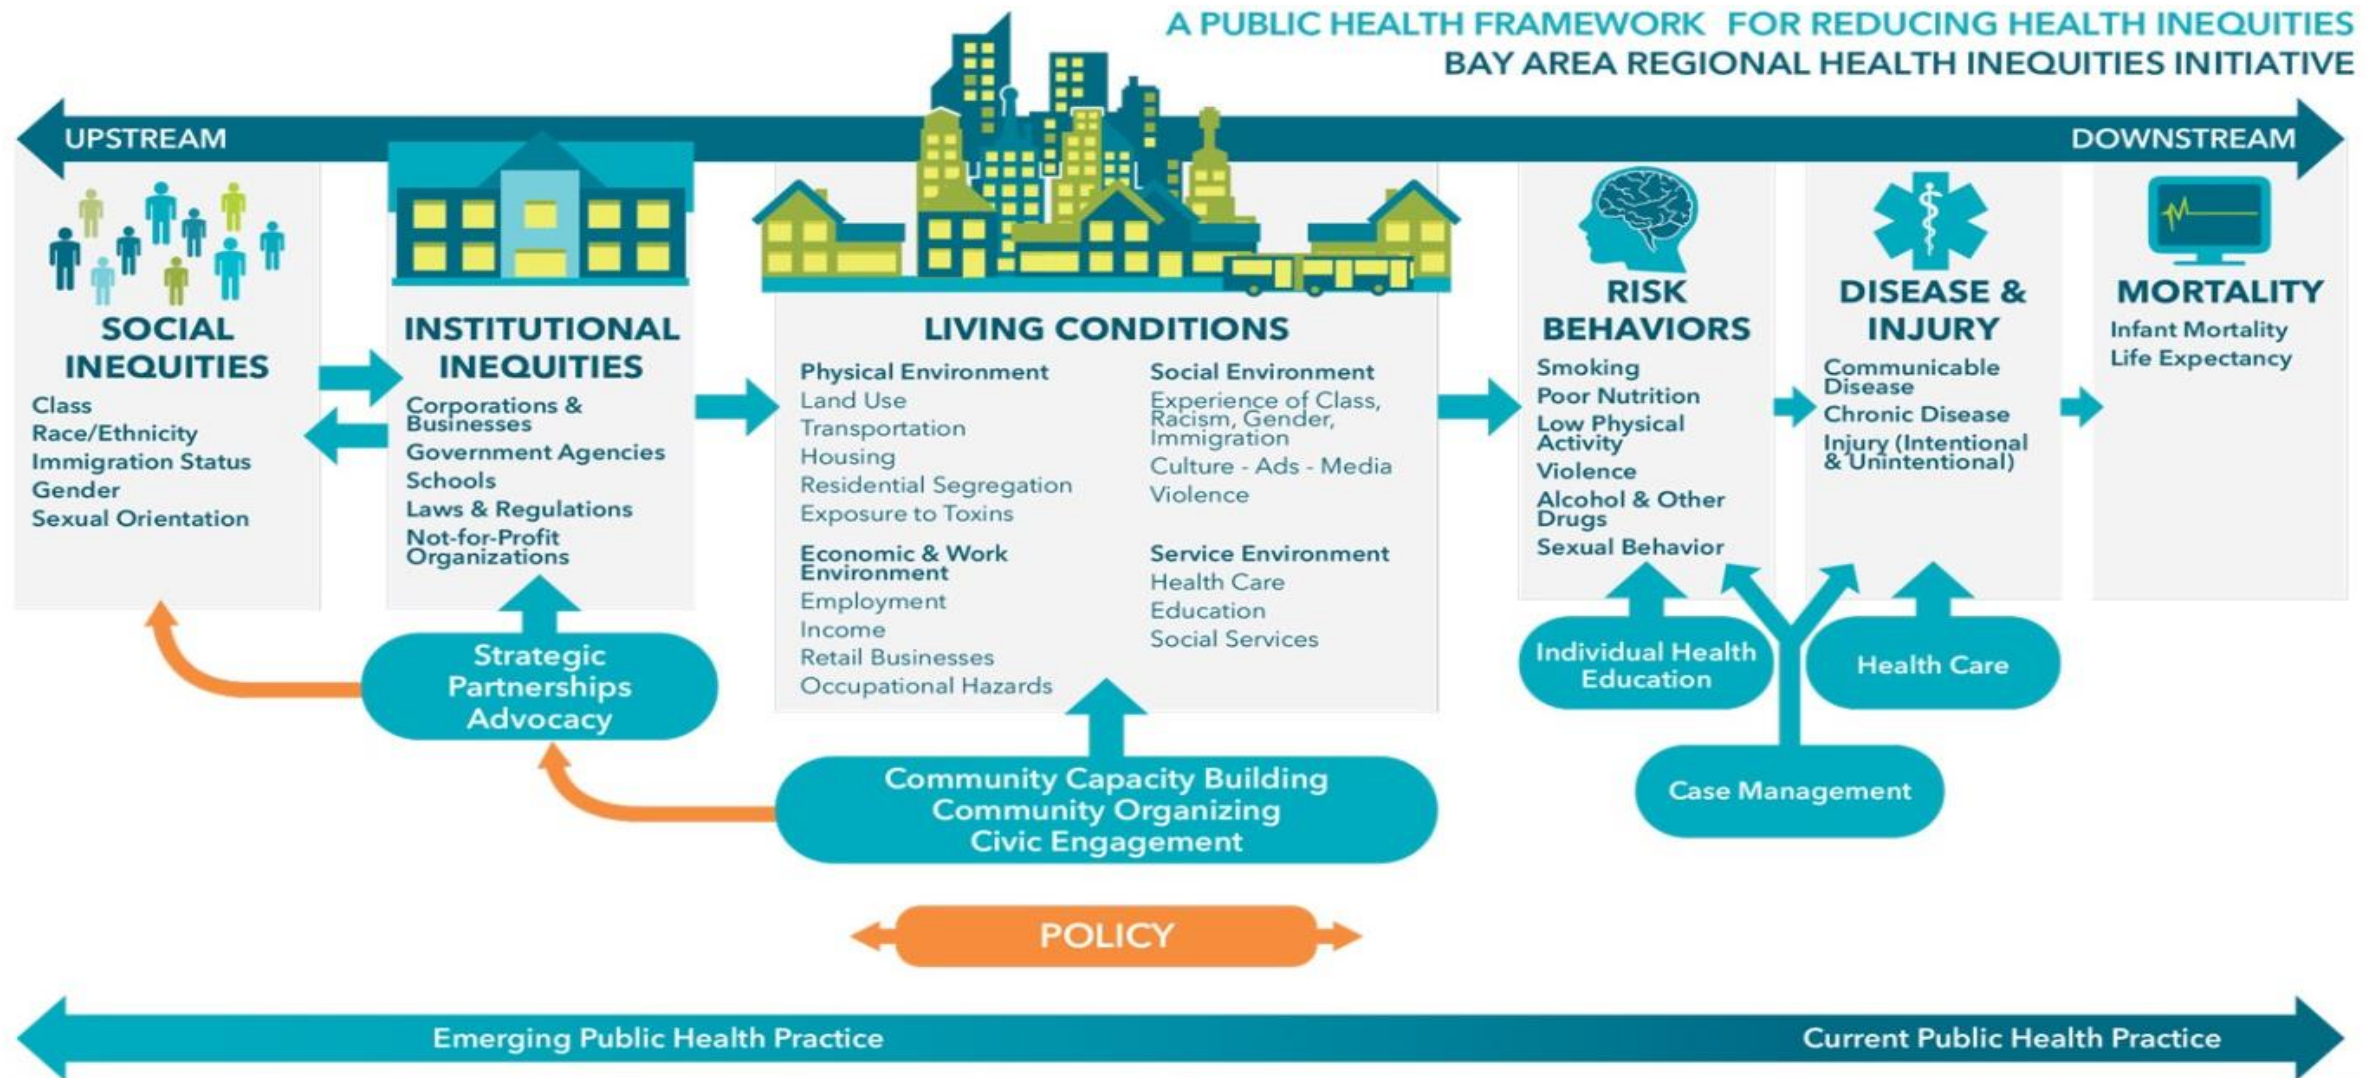 A PUBLIC HEALTH FRAMEWORK FOR REDUCING HEALTH INEQUITIES
BAY AREA REGIONAL HEALTH INEQUITIES INITIATIVE
UPSTREAM
DOWNSTREAM
SOCIAL
INEQUITIES
Class
Race/Ethnicity
Immigration Status
Gender
Sexual Orientation
INSTITUTIONAL
INEQUITIES
Corporations &
Businesses
Government Agencies
Schools
Laws & Regulations
Not-for-Profit
Organizations
LIVING CONDITIONS
Physical Environment
Land Use
Transportation
Housing
Residential Segregation
Exposure to Toxins
Economic & Work
Environment
Employment
Income
Retail Businesses
Occupational Hazards
Social Environment
Experience of Class,
Racism, Gender,
Immigration
Culture - Ads - Media
Violence
Service Environment
Health Care
Education
Social Services
RISK
BEHAVIORS
Smoking
Poor Nutrition
Low Physical
Activity
Violence
Alcohol & Other
Drugs
Sexual Behavior
DISEASE &
INJURY
Communicable
Disease
Chronic Disease
Injury (Intentional
& Unintentional)
MORTALITY
Infant Mortality
Life Expectancy
Strategic
Partnerships
Advocacy
Community Capacity Building
Community Organizing
Civic Engagement
Individual Health
Education
Health Care
Case Management
POLICY
Emerging Public Health Practice
Current Public Health Practice